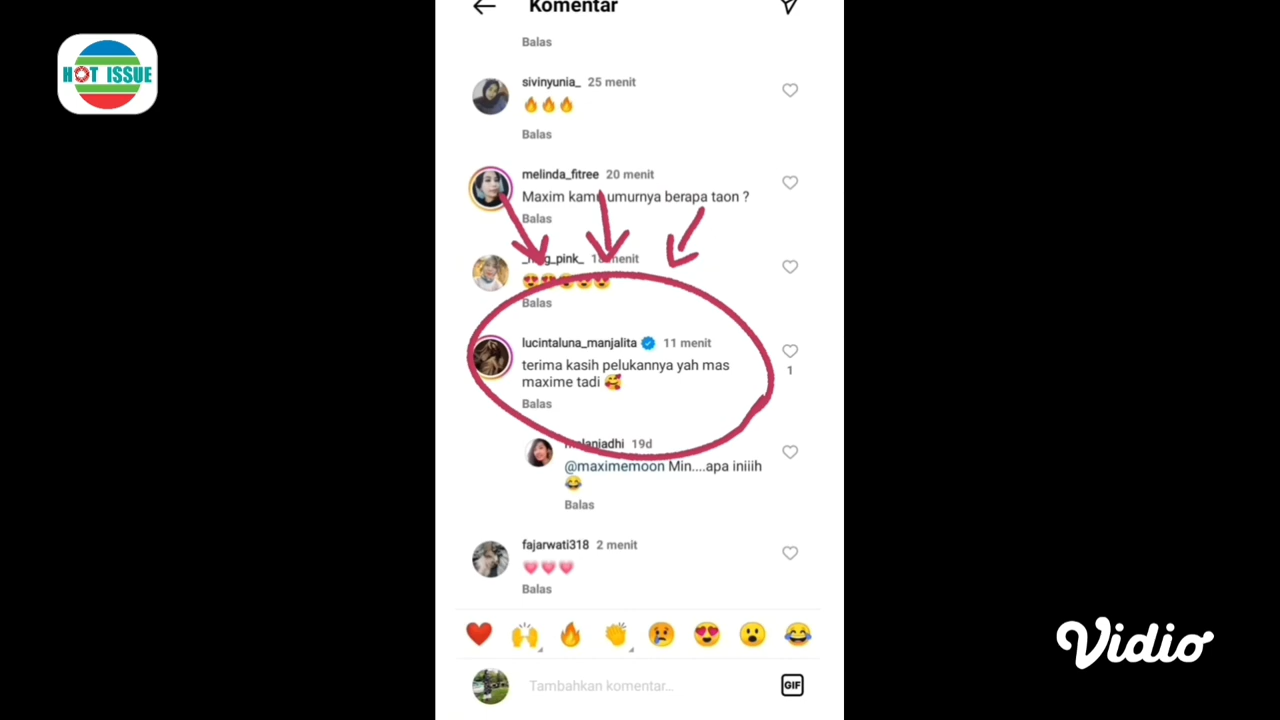 Komentar
HOT ISSUE
Balas
sivinyunia_ 25 menit
🔥🔥🔥
Balas
melinda_fitree 20 menit
Maxim kamu umurnya berapa taon ?
Balas
menit
😍😍😍😍😍
Balas
lucintaluna_manjalita 11 menit
terima kasih pelukannya yah mas
maxime tadi 🥰
1
Balas
19d
@maximemoon Min....apa iniiih
😂
Balas
fajarwati318 2 menit
💗💗💗
Balas
❤️🙌🔥👏😢😍😮😂
Tambahkan komentar...
GIF
Vidio